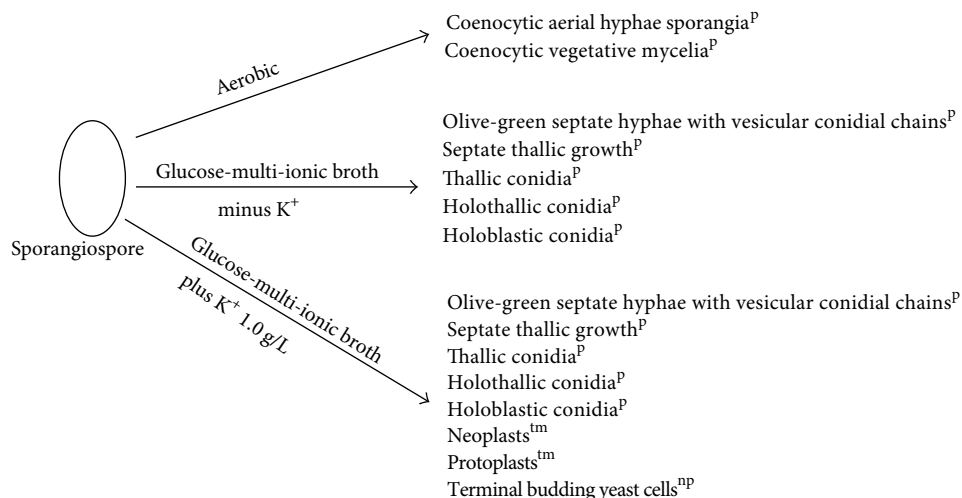 Coenocytic aerial hyphae sporangia^p
Coenocytic vegetative mycelia^p
Aerobic
Olive-green septate hyphae with vesicular conidial chains^p
Septate thallic growth^p
Thallic conidia^p
Holothallic conidia^p
Holoblastic conidia^p
Glucose-multi-ionic broth
minus K^+
Sporangiospore
Glucose-multi-ionic broth
plus K^+ 1.0 g/L
Olive-green septate hyphae with vesicular conidial chains^p
Septate thallic growth^p
Thallic conidia^p
Holothallic conidia^p
Holoblastic conidia^p
Neoplasts^tm
Protoplasts^tm
Terminal budding yeast cells^np